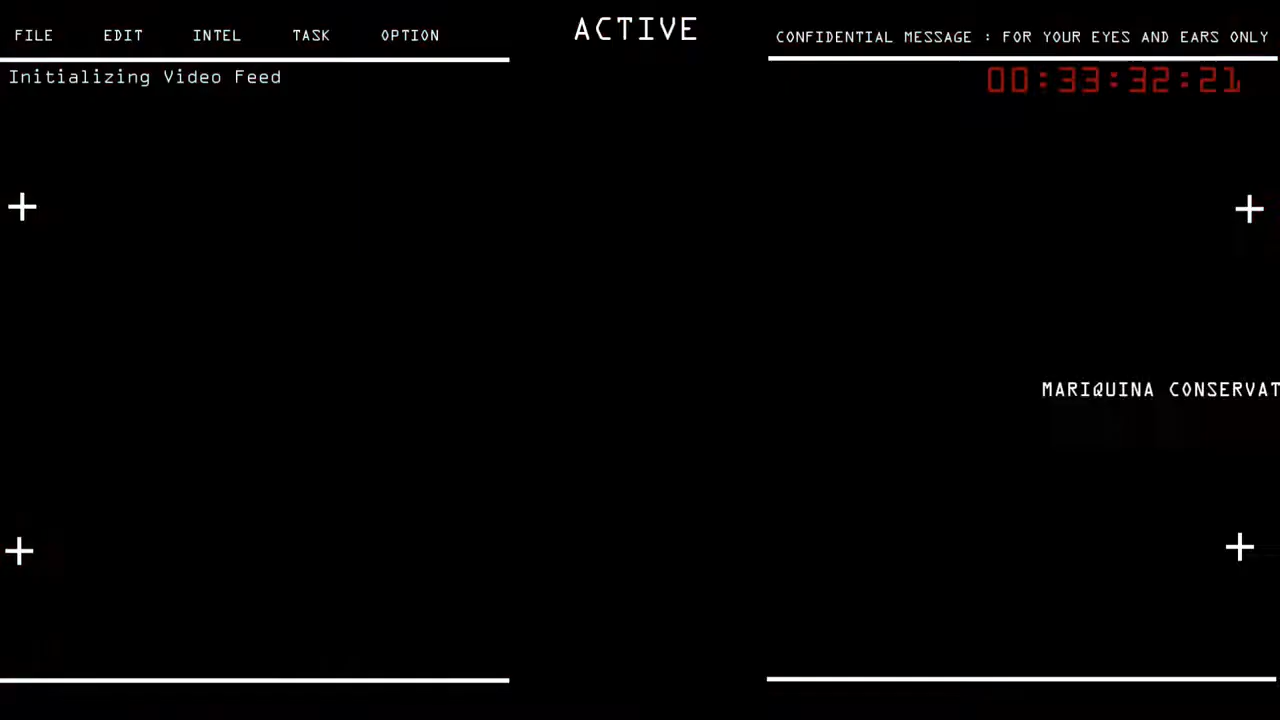 FILE EDIT INTEL TASK OPTION
ACTIVE
CONFIDENTIAL MESSAGE : FOR YOUR EYES AND EARS ONLY
Initializing Video Feed
00:33:32:21
MARIQUINA CONSERVAT